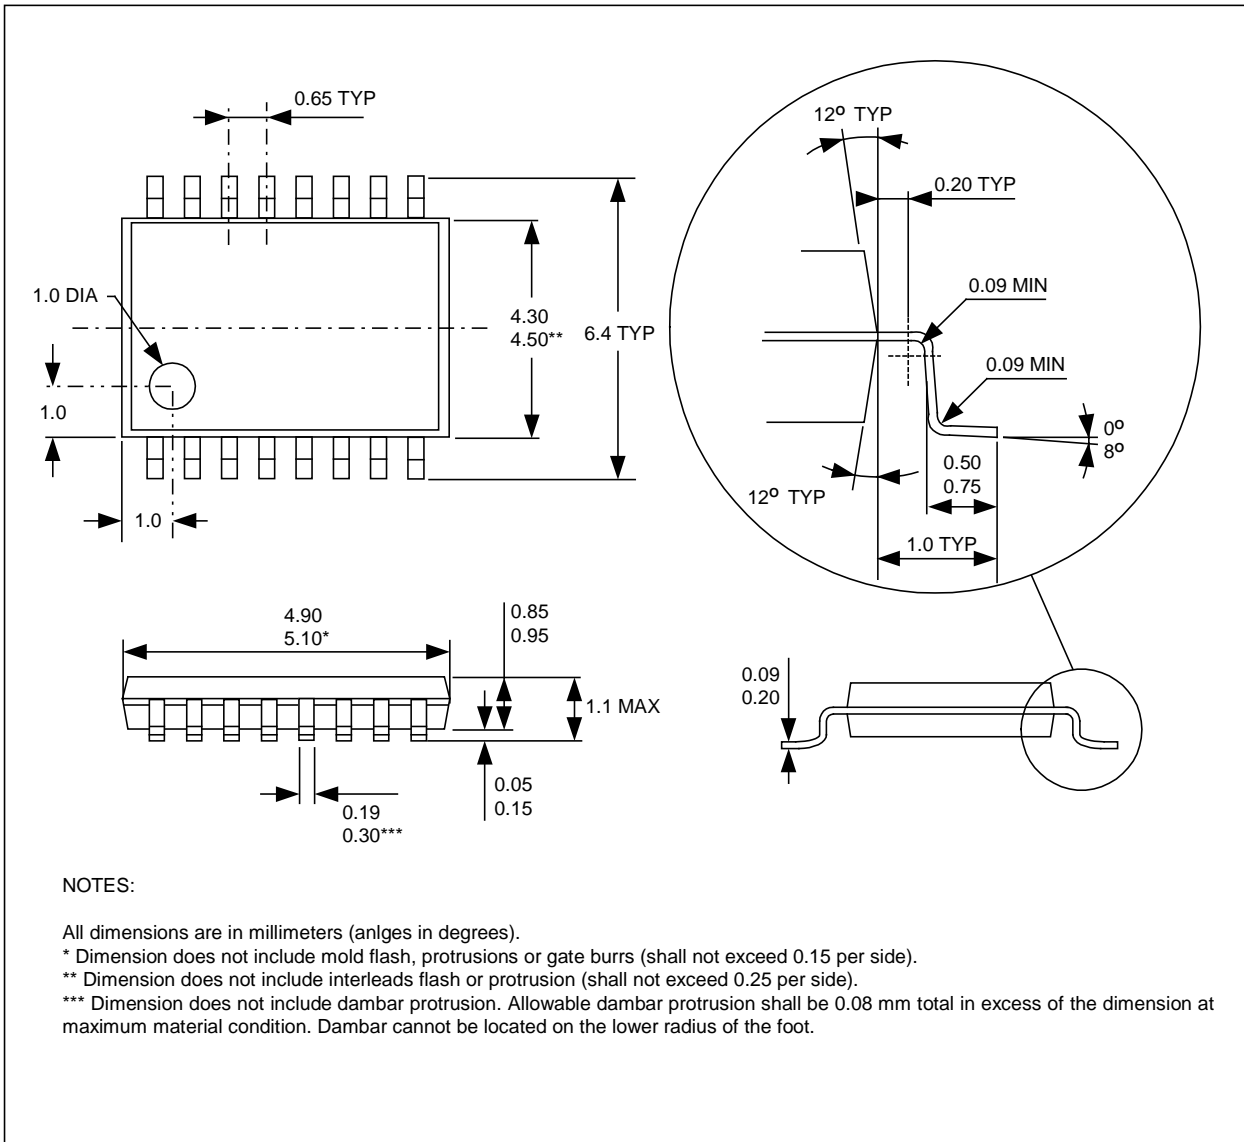 0.65 TYP
1.0 DIA
4.30
4.50**
6.4 TYP
1.0
1.0
12º TYP
0.20 TYP
0.09 MIN
0.09 MIN
0º
8º
0.50
0.75
12º TYP
1.0 TYP
4.90
5.10*
0.85
0.95
1.1 MAX
0.05
0.15
0.19
0.30***
0.09
0.20
NOTES:
All dimensions are in millimeters (anlges in degrees).
* Dimension does not include mold flash, protrusions or gate burrs (shall not exceed 0.15 per side).
** Dimension does not include interleads flash or protrusion (shall not exceed 0.25 per side).
*** Dimension does not include dambar protrusion. Allowable dambar protrusion shall be 0.08 mm total in excess of the dimension at
maximum material condition. Dambar cannot be located on the lower radius of the foot.